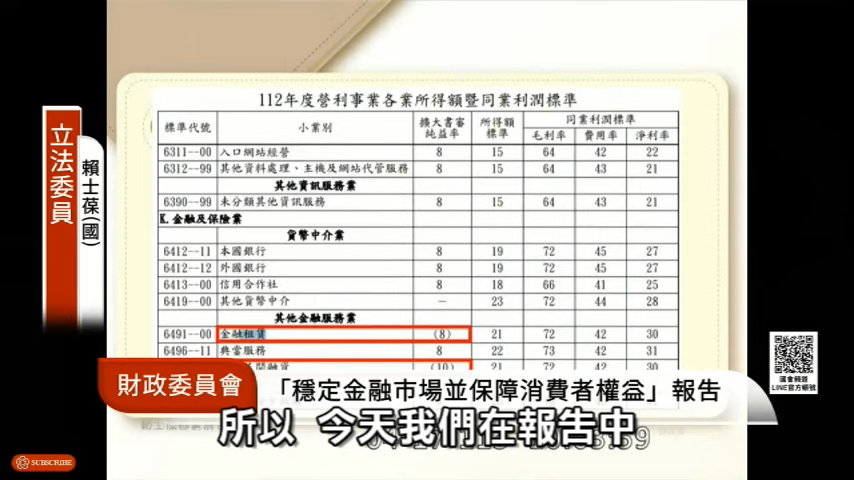 112年度營利事業各業所得額暨同業利潤標準
標準代號 小業別 擴大書審純益率 所得額標準 同業利潤標準
毛利率 費用率 淨利率
6311--00 入口網站經營 8 15 64 42 22
6312--99 其他資料處理、主機及網站代管服務 8 15 64 43 21
其他資訊服務業
6390--99 未分類其他資訊服務 8 15 64 43 21
K.金融及保險業
貨幣中介業
6412--11 本國銀行 8 19 72 45 27
6412--12 外國銀行 8 19 72 45 27
6413--00 信用合作社 8 18 66 41 25
6419--00 其他貨幣中介 — 23 72 44 28
其他金融服務業
6491--00 金融租賃 (8) 21 72 42 30
6496--11 典當服務 8 22 73 42 31
(10) 21 72 42 30
立法委員
賴士葆(國)
財政委員會
「穩定金融市場並保障消費者權益」報告
所以 今天我們在報告中
國會頻道
LINE官方帳號
SUBSCRIBE